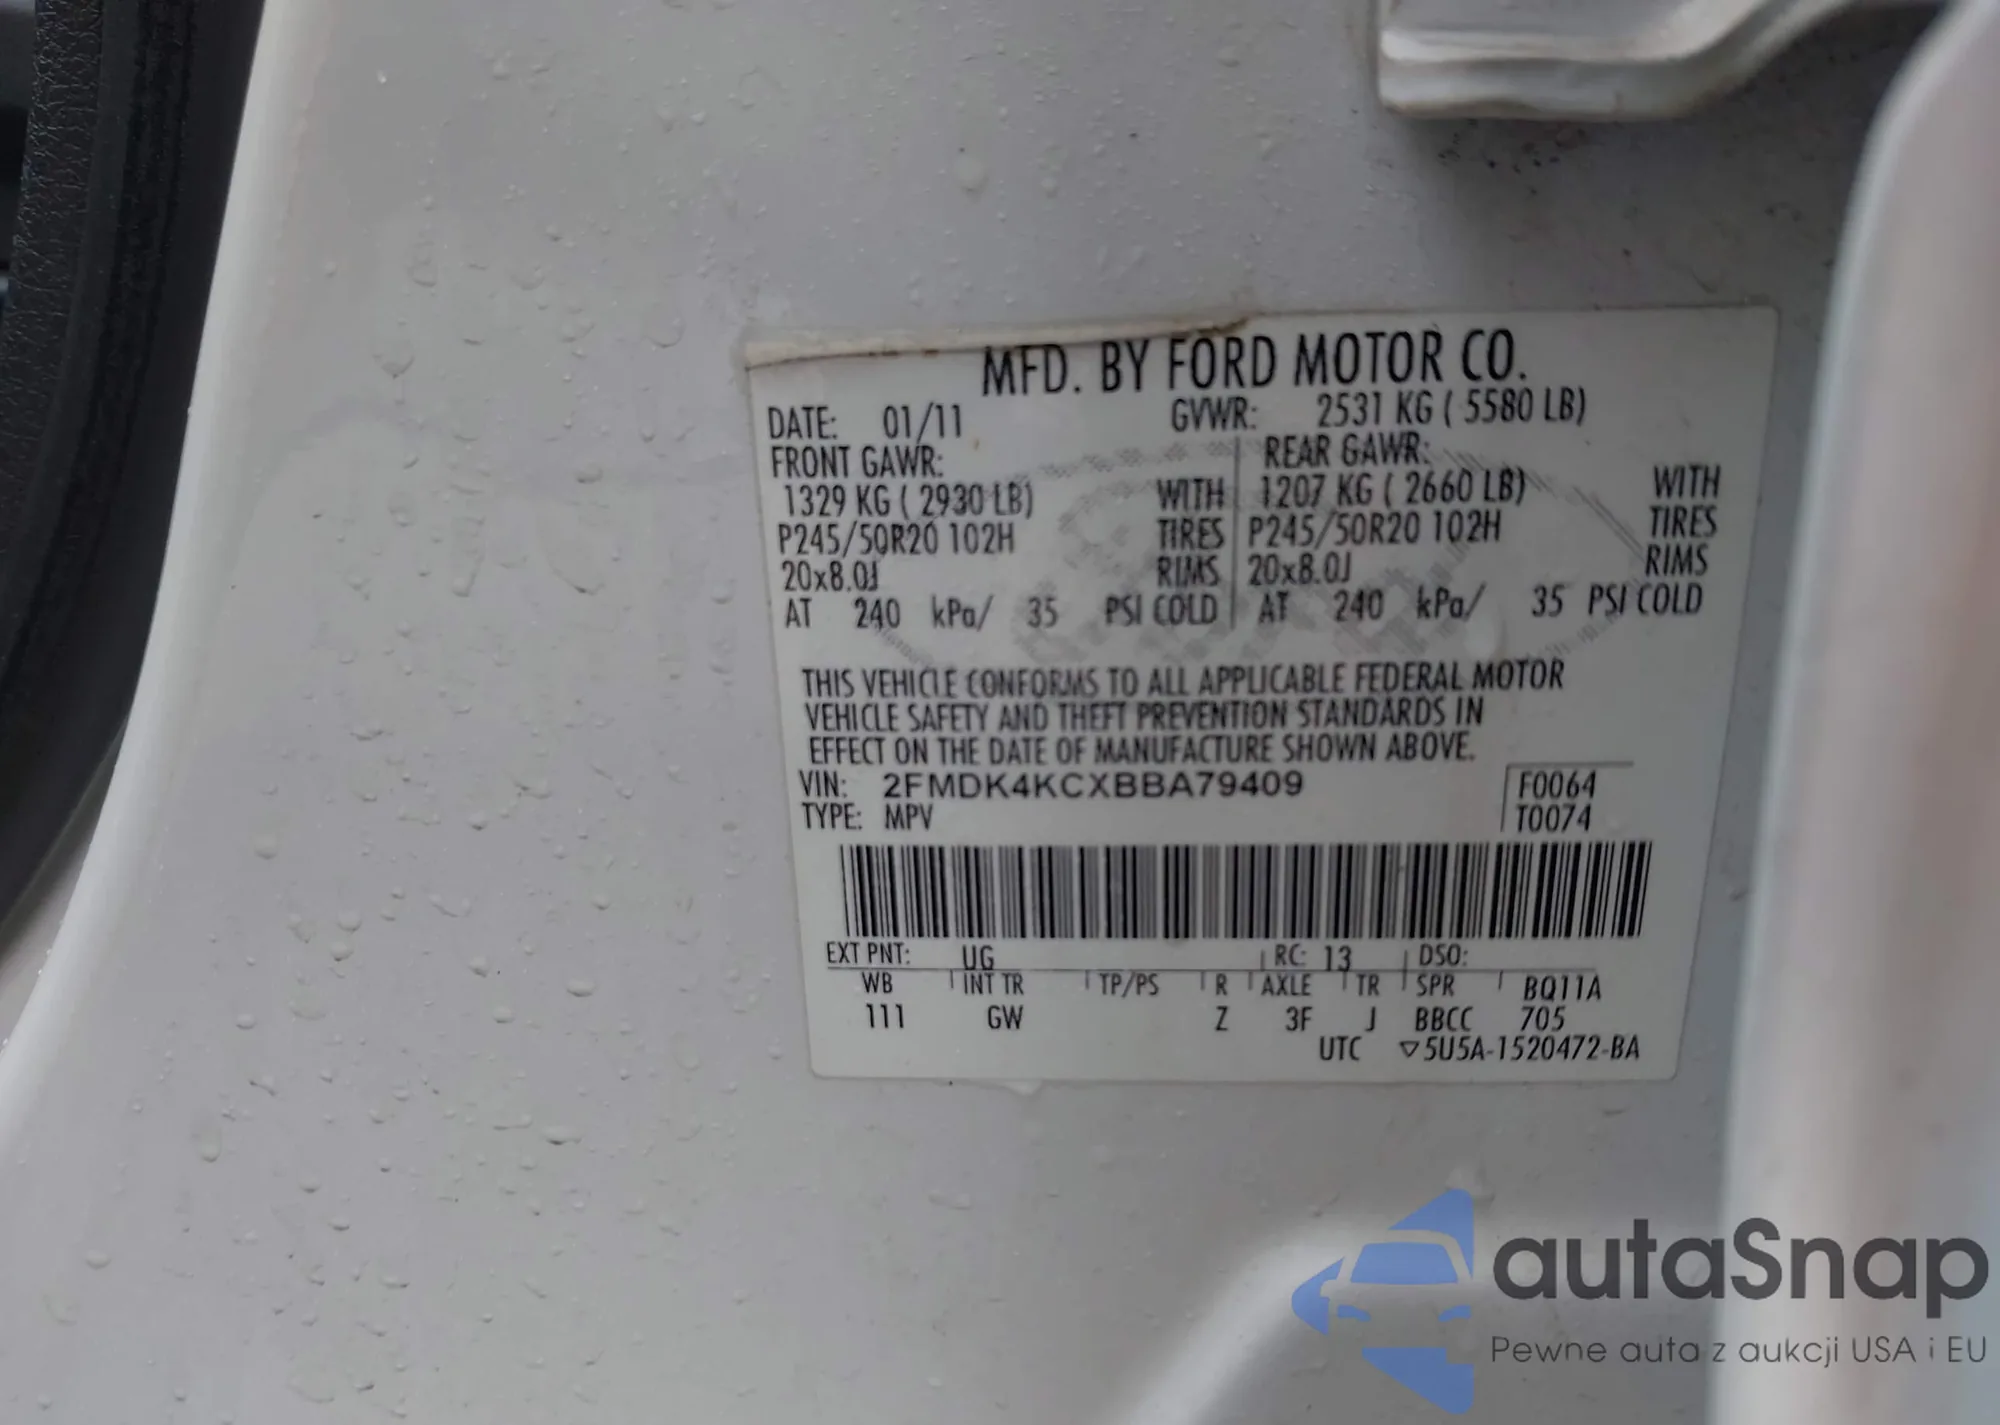 MFD. BY FORD MOTOR CO.
DATE: 01/11 GVWR: 2531 KG ( 5580 LB)
FRONT GAWR: REAR GAWR:
1329 KG ( 2930 LB) WITH 1207 KG ( 2660 LB) WITH
P245/50R20 102H TIRES P245/50R20 102H TIRES
20x8.0J RIMS 20x8.0J RIMS
AT 240 kPa/ 35 PSI COLD AT 240 kPa/ 35 PSI COLD
THIS VEHICLE CONFORMS TO ALL APPLICABLE FEDERAL MOTOR
VEHICLE SAFETY AND THEFT PREVENTION STANDARDS IN
EFFECT ON THE DATE OF MANUFACTURE SHOWN ABOVE.
VIN: 2FMDK4KCXBBA79409 F0064
TYPE: MPV T0074
EXT PNT: UG RC: 13 DSO:
WB INT TR TP/PS R AXLE TR SPR BQ11A
111 GW Z 3F J BBCC 705
UTC ▽5U5A-1520472-BA
autaSnap
Pewne auta z aukcji USA i EU